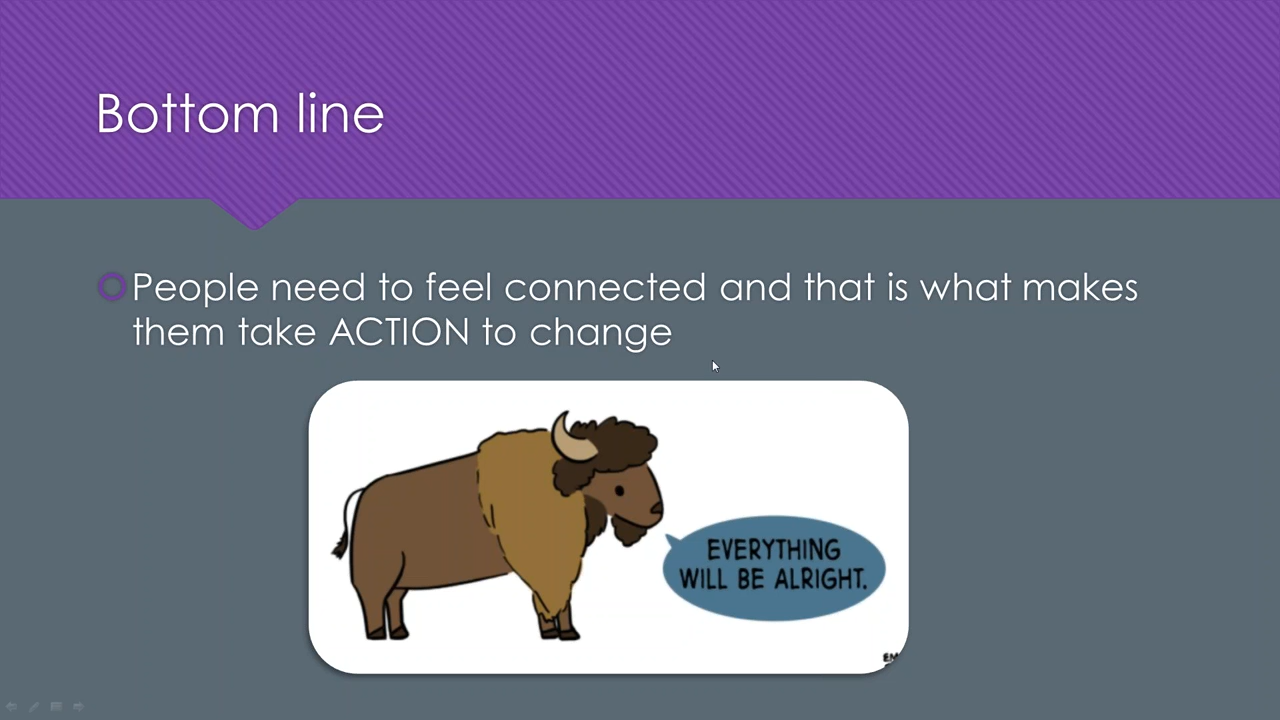 Bottom line
People need to feel connected and that is what makes
them take ACTION to change
EVERYTHING
WILL BE ALRIGHT.